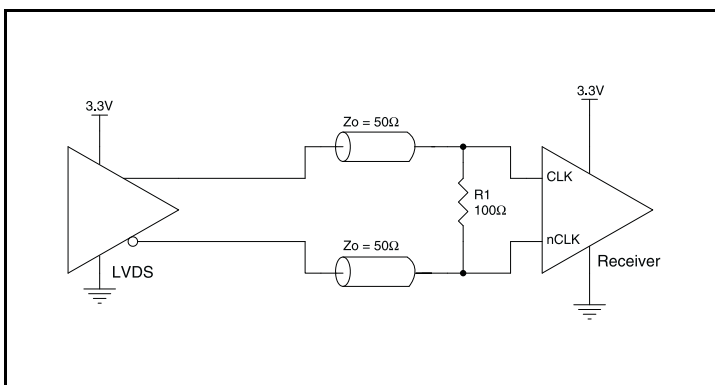 3.3V
LVDS
Zo = 50Ω
Zo = 50Ω
R1
100Ω
3.3V
CLK
nCLK
Receiver